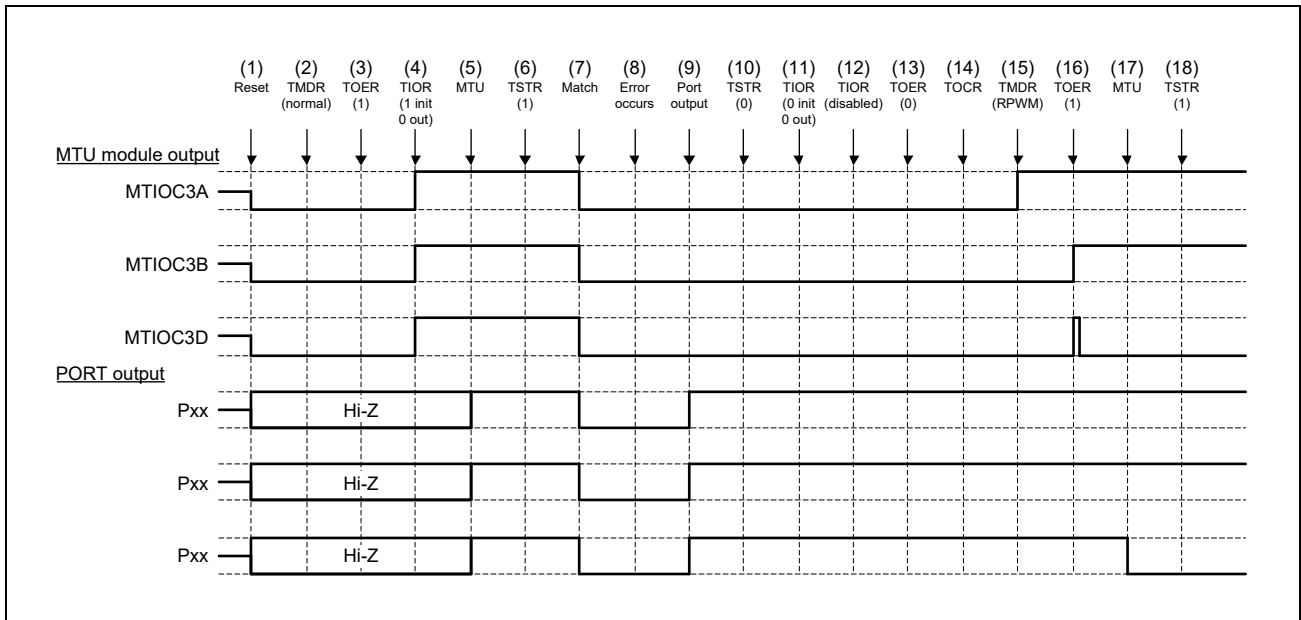 (1) (2) (3) (4) (5) (6) (7) (8) (9) (10) (11) (12) (13) (14) (15) (16) (17) (18)
Reset TMDR TOER TIOR MTU TSTR Match Error Port TSTR TIOR TIOR TOER TOCR TMDR TOER MTU TSTR
(normal) (1) (1 init (1) occurs output (0) (0 init (disabled) (0) (RPWM) (1) (1)
0 out) 0 out)
MTU module output
MTIOC3A
MTIOC3B
MTIOC3D
PORT output
Pxx Hi-Z
Pxx Hi-Z
Pxx Hi-Z